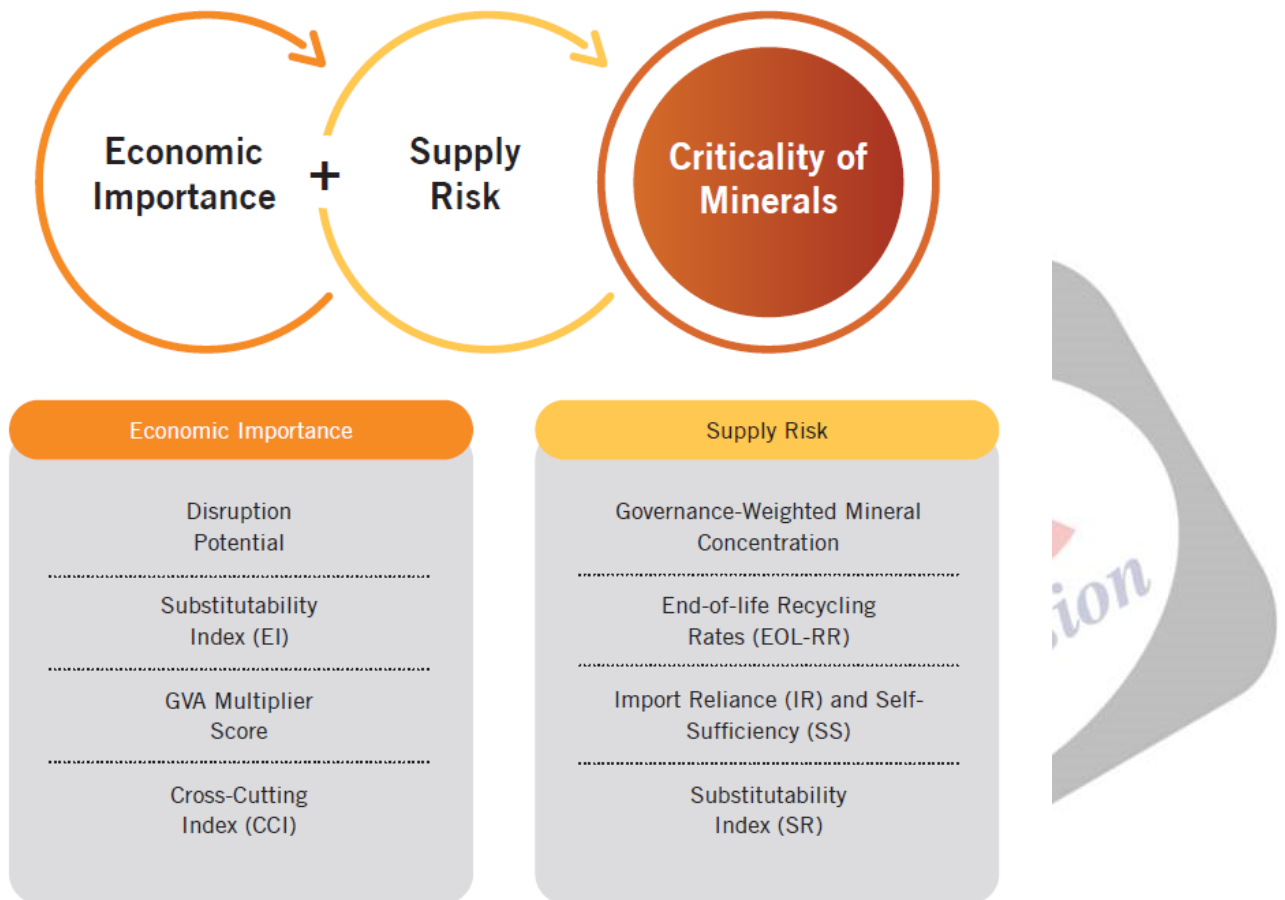 Economic
Importance
+
Supply
Risk
Criticality of
Minerals
Economic Importance
Disruption
Potential
Substitutability
Index (EI)
GVA Multiplier
Score
Cross-Cutting
Index (CCI)
Supply Risk
Governance-Weighted Mineral
Concentration
End-of-life Recycling
Rates (EOL-RR)
Import Reliance (IR) and Self-
Sufficiency (SS)
Substitutability
Index (SR)